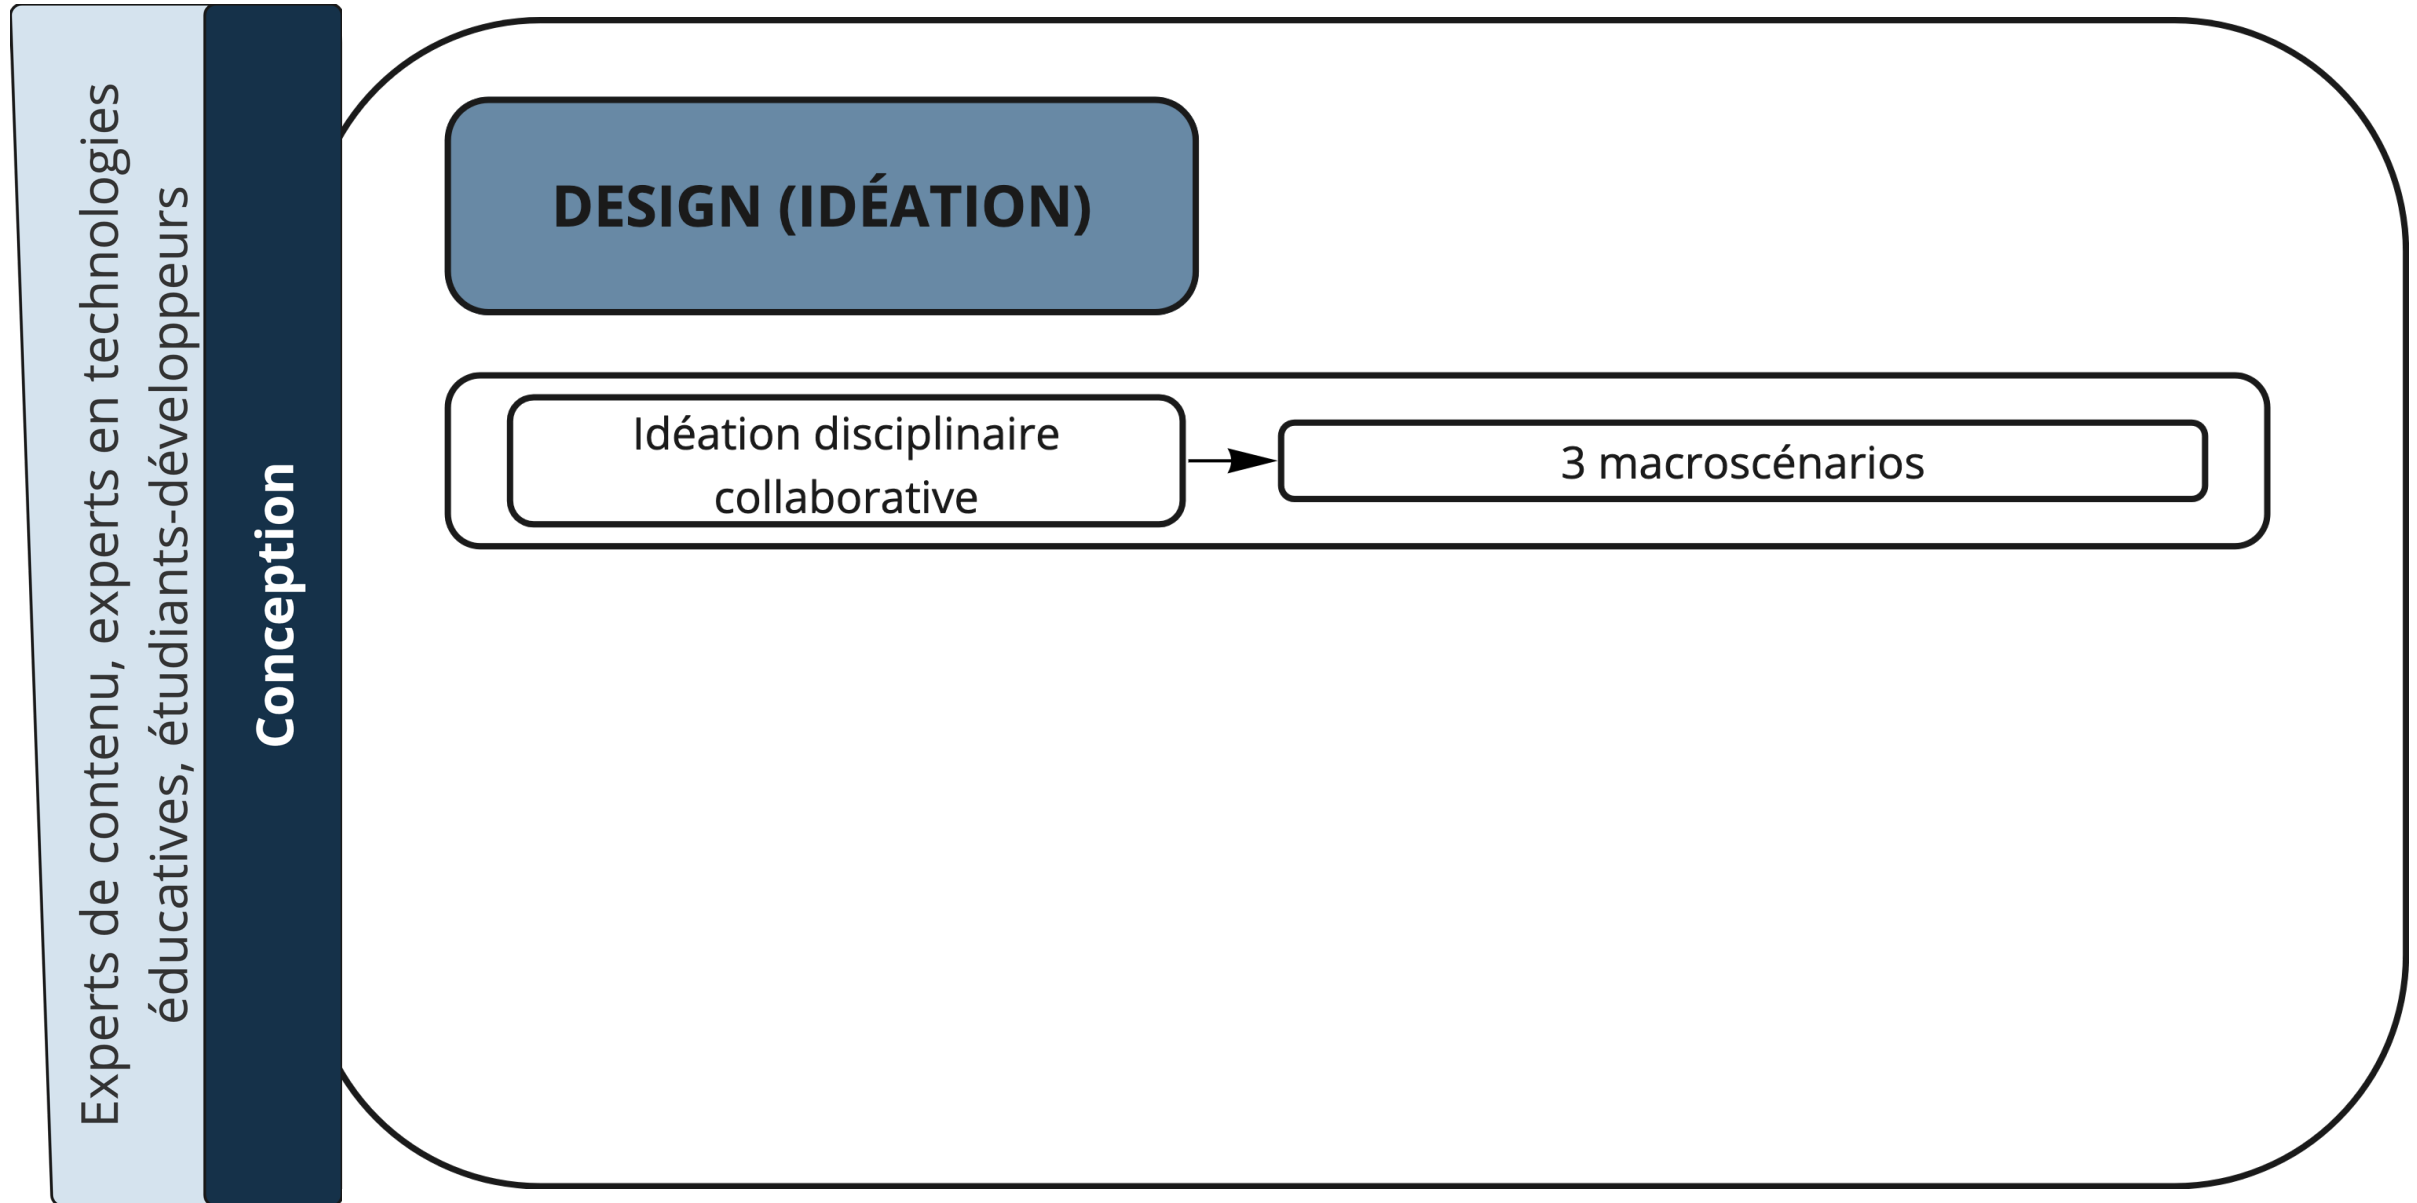 Experts de contenu, experts en technologies
éducatives, étudiants-développeurs
Conception
DESIGN (IDÉATION)
Idéation disciplinaire
collaborative
3 macroscénarios